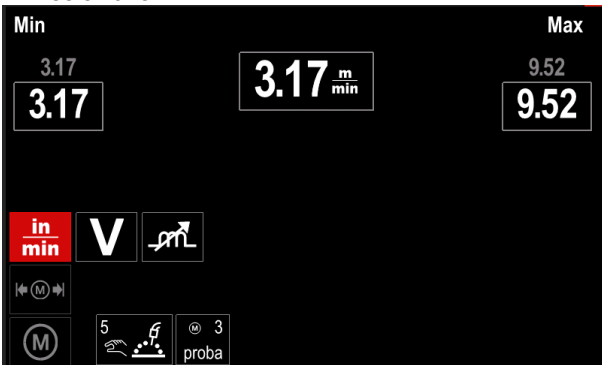 Min Max
3.17 9.52
3.17 3.17 m/min 9.52
in/min V
M
M 5 M 3
proba